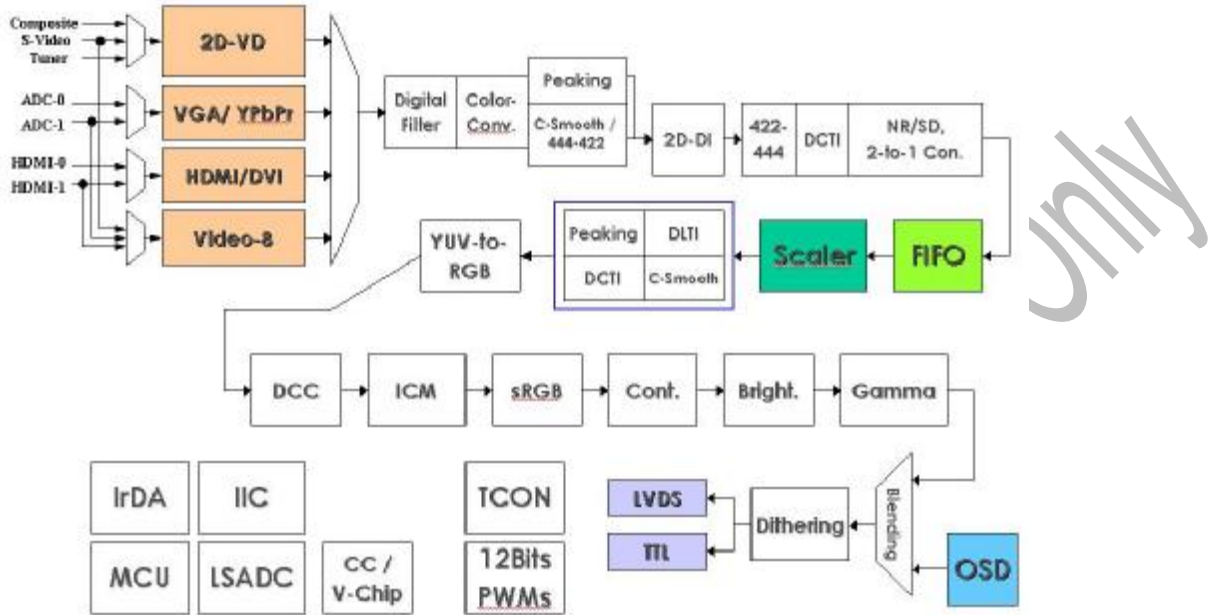 Composite
S-Video
Tuner
2D-VD
ADC-0
ADC-1
VGA/ YPbPr
HDMI-0
HDMI-1
HDMI/DVI
Video-8
Digital
Filler
Color-
Conv.
Peaking
C-Smooth /
444-422
2D-DI
422-
444
DCTI
NR/SD,
2-to-1 Con.
only
FIFO
Scaler
Peaking
DLTI
DCTI
C-Smooth
YUV-to-
RGB
DCC
ICM
sRGB
Cont.
Bright.
Gamma
IrDA
IIC
TCON
LVDS
TTL
Dithering
Blending
OSD
MCU
LSADC
CC /
V-Chip
12Bits
PWMs